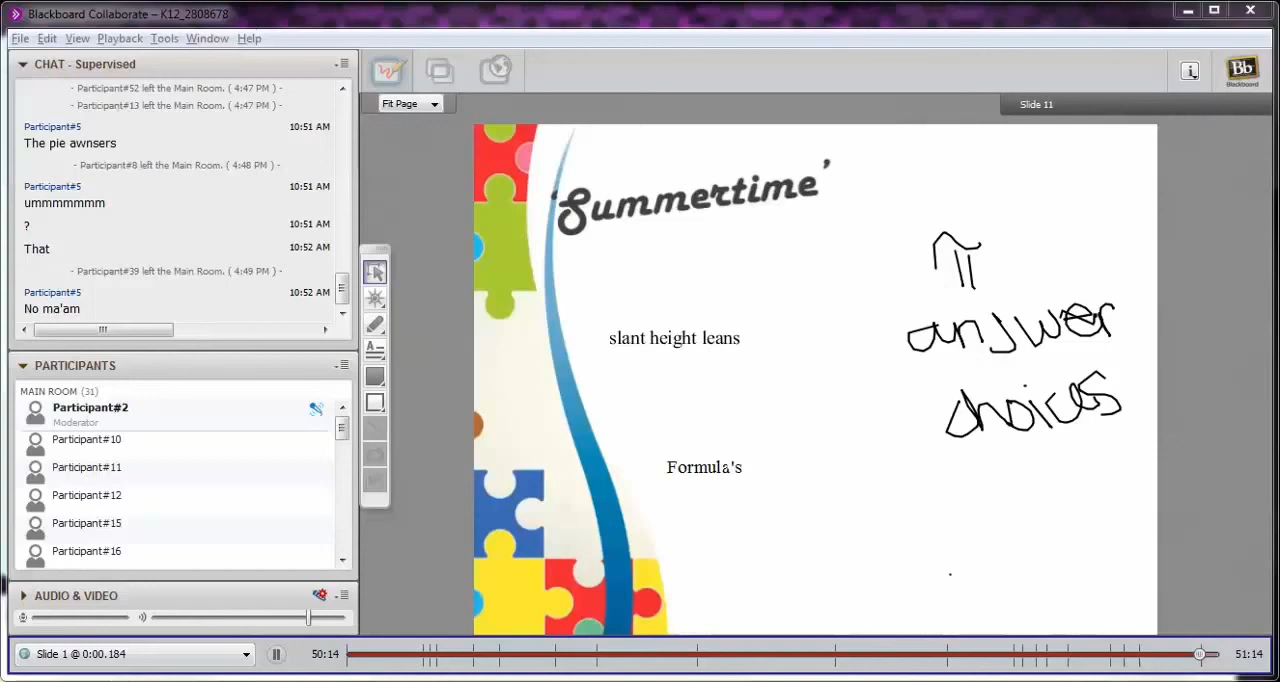 Blackboard Collaborate – K12_2808678
File Edit View Playback Tools Window Help
CHAT - Supervised
- Participant#52 left the Main Room. ( 4:47 PM ) -
- Participant#13 left the Main Room. ( 4:47 PM ) -
Participant#5 10:51 AM
The pie awnsers
- Participant#8 left the Main Room. ( 4:48 PM ) -
Participant#5 10:51 AM
ummmmmmm
? 10:51 AM
That 10:52 AM
- Participant#39 left the Main Room. ( 4:49 PM ) -
Participant#5 10:52 AM
No ma'am
PARTICIPANTS
MAIN ROOM (31)
Participant#2
Moderator
Participant#10
Participant#11
Participant#12
Participant#15
Participant#16
AUDIO & VIDEO
Slide 1 @ 0:00.184
50:14
51:14
Fit Page
Slide 11
i
Bb
Blackboard
‘Summertime’
π
answer
choices
slant height leans
Formula's